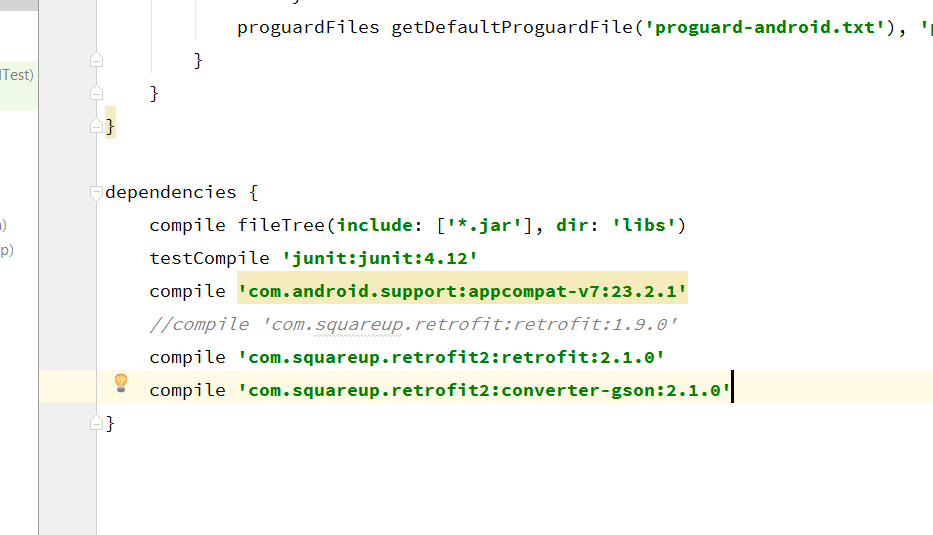 proguardFiles getDefaultProguardFile('proguard-android.txt'),
}
}
}
Test)
dependencies {
compile fileTree(include: ['*.jar'], dir: 'libs')
testCompile 'junit:junit:4.12'
compile 'com.android.support:appcompat-v7:23.2.1'
//compile 'com.squareup.retrofit:retrofit:1.9.0'
compile 'com.squareup.retrofit2:retrofit:2.1.0'
compile 'com.squareup.retrofit2:converter-gson:2.1.0'
}